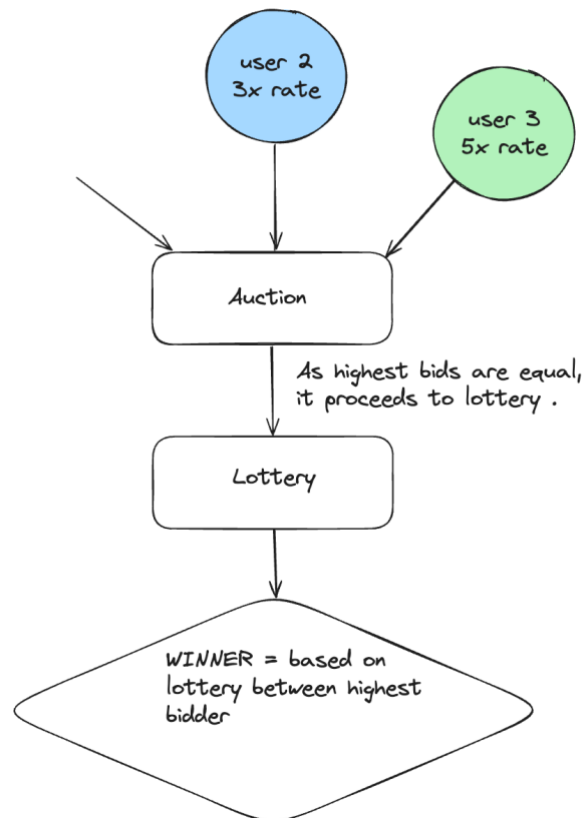 user 2
3x rate
user 3
5x rate
Auction
As highest bids are equal,
it proceeds to lottery .
Lottery
WINNER = based on
lottery between highest
bidder